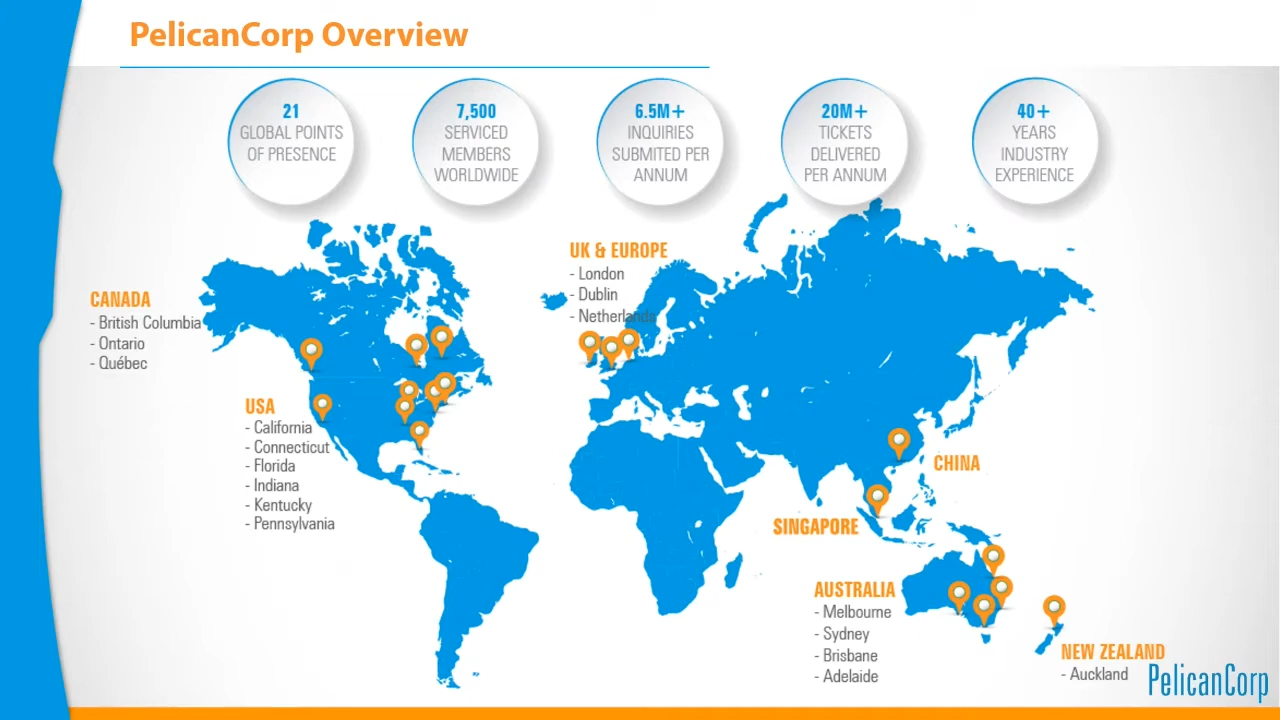 PelicanCorp Overview
21
GLOBAL POINTS
OF PRESENCE
7,500
SERVICED
MEMBERS
WORLDWIDE
6.5M+
INQUIRIES
SUBMITED PER
ANNUM
20M+
TICKETS
DELIVERED
PER ANNUM
40+
YEARS
INDUSTRY
EXPERIENCE
CANADA
- British Columbia
- Ontario
- Québec
USA
- California
- Connecticut
- Florida
- Indiana
- Kentucky
- Pennsylvania
UK & EUROPE
- London
- Dublin
- Netherlands
CHINA
SINGAPORE
AUSTRALIA
- Melbourne
- Sydney
- Brisbane
- Adelaide
NEW ZEALAND
- Auckland
PelicanCorp